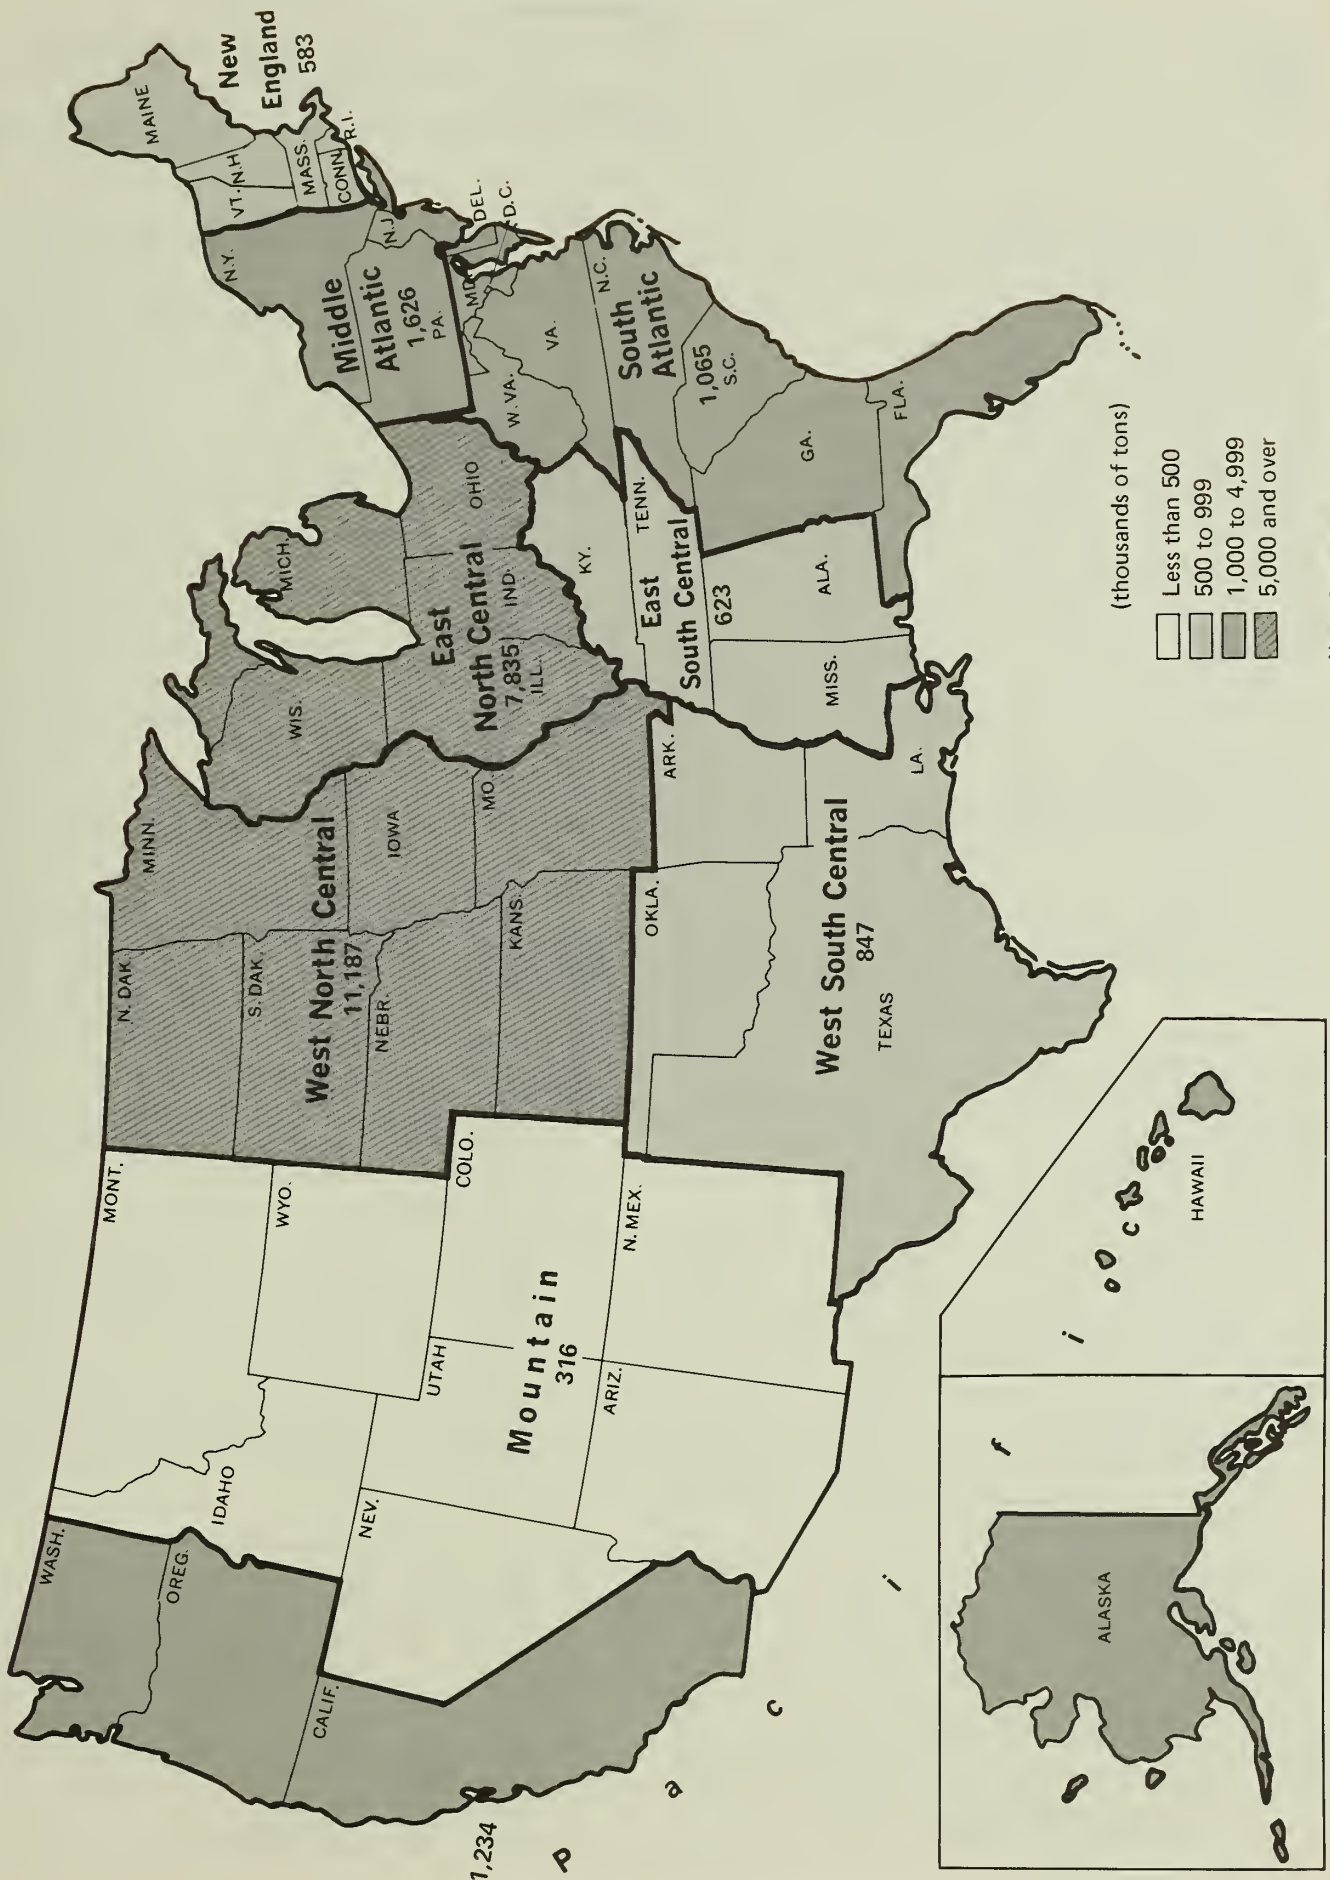 WASH.
OREG.
CALIF.
1,234
P
a
c
i
f
i
c
MONT.
IDAHO
WYO.
NEV.
UTAH
COLO.
ARIZ.
N. MEX.
Mountain
316
N. DAK.
S. DAK.
NEBR.
KANS.
MINN.
IOWA
MO.
West North Central
11,187
OKLA.
ARK.
TEXAS
LA.
West South Central
847
WIS.
MICH.
ILL.
IND.
OHIO
East
North Central
7,835
KY.
TENN.
MISS.
ALA.
East
South Central
623
N.Y.
N.J.
PA.
Middle
Atlantic
1,626
MAINE
VT.
N.H
MASS.
CONN.
R.I.
New
England
583
DEL.
D.C.
MD.
W. VA.
VA.
N.C.
S.C.
GA.
FLA.
South
Atlantic
1,065
ALASKA
HAWAII
(thousands of tons)
Less than 500
500 to 999
1,000 to 4,999
5,000 and over